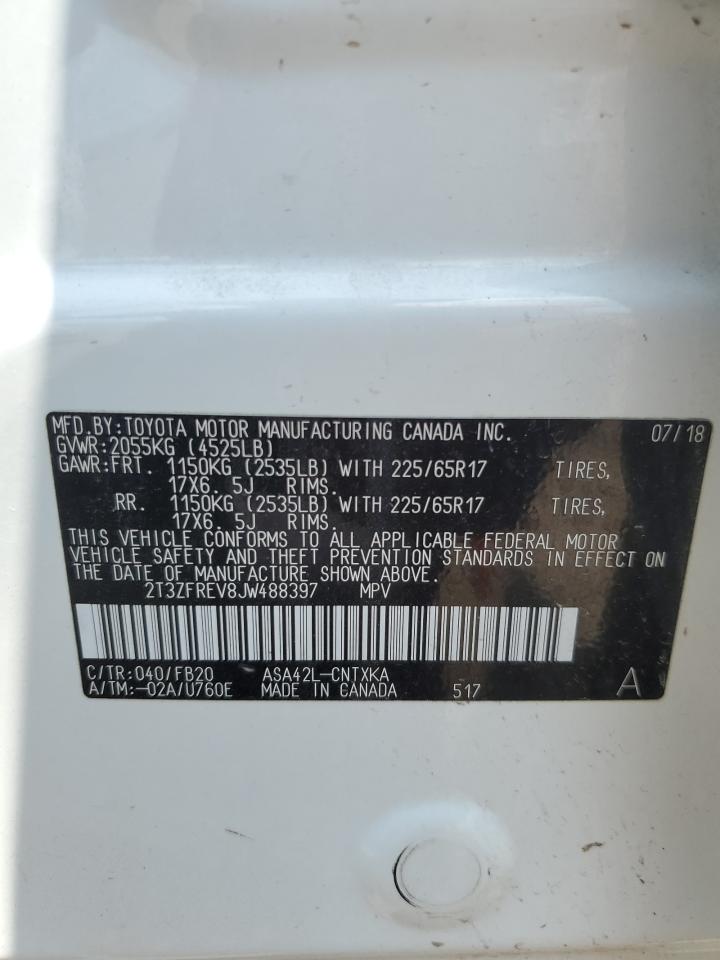 MFD.BY:TOYOTA MOTOR MANUFACTURING CANADA INC. 07/18
GVWR:2055KG (4525LB)
GAWR:FRT. 1150KG (2535LB) WITH 225/65R17 TIRES,
17X6. 5J RIMS.
RR. 1150KG (2535LB) WITH 225/65R17 TIRES,
17X6. 5J RIMS.
THIS VEHICLE CONFORMS TO ALL APPLICABLE FEDERAL MOTOR
VEHICLE SAFETY AND THEFT PREVENTION STANDARDS IN EFFECT ON
THE DATE OF MANUFACTURE SHOWN ABOVE.
2T3ZFREV8JW488397 MPV
C/TR:040/FB20 ASA42L-CNTXKA
A/TM:-02A/U760E MADE IN CANADA 517 A